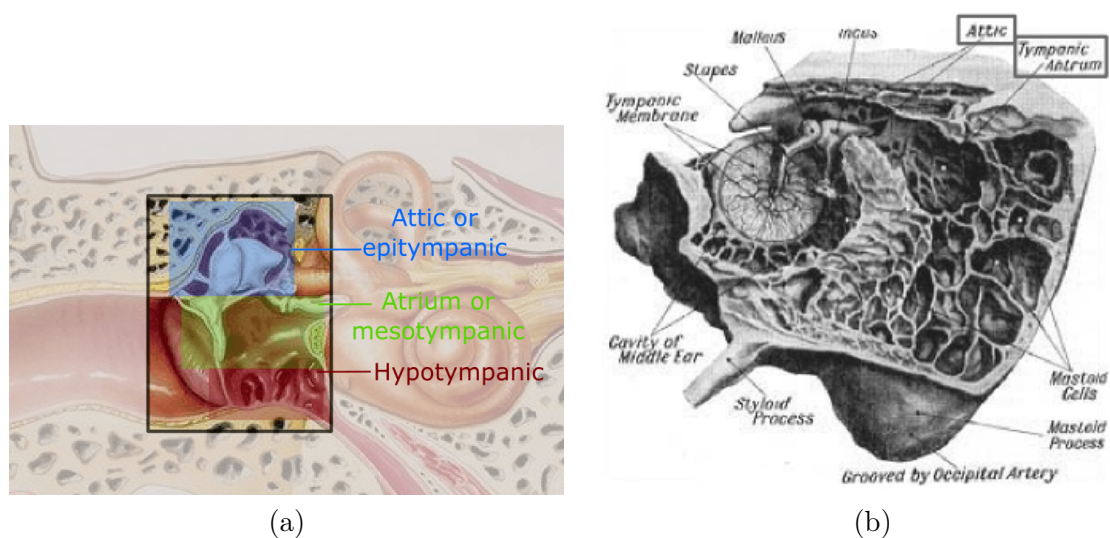 Attic or
epitympanic
Atrium or
mesotympanic
Hypotympanic
(a)
Malleus
Incus
Attic
Tympanic
Antrum
Stapes
Tympanic
Membrane
Cavity of
Middle Ear
Styloid
Process
Mastoid
Cells
Mastoid
Process
Grooved by Occipital Artery
(b)